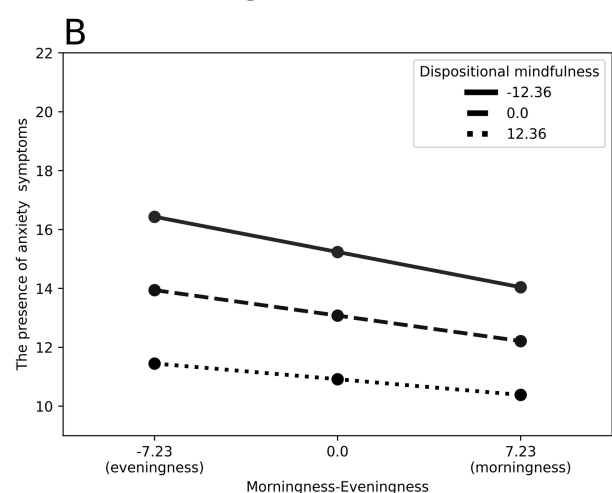 B
22
20
18
16
14
12
10
The presence of anxiety symptoms
Dispositional mindfulness
-12.36
0.0
12.36
-7.23
(eveningness)
0.0
7.23
(morningness)
Morningness-Eveningness